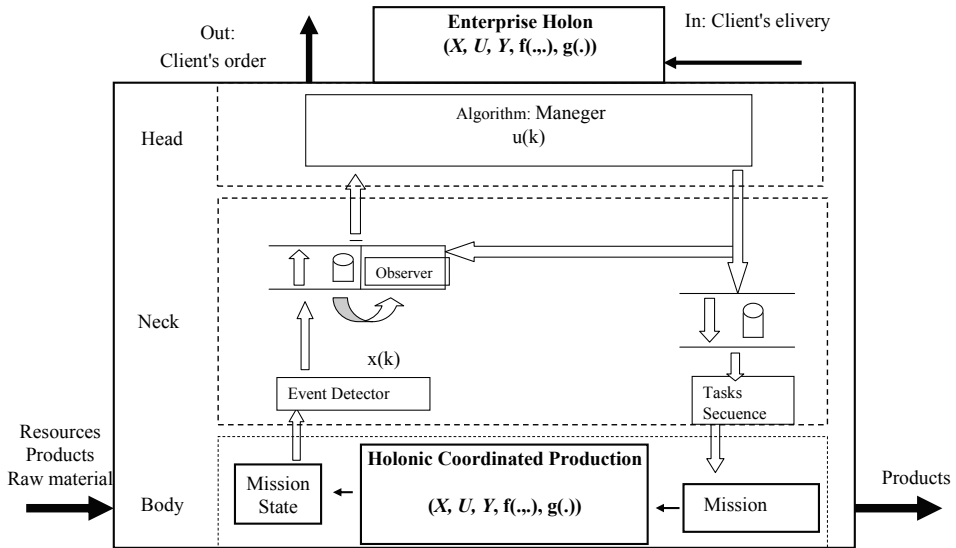 Enterprise Holon
(X, U, Y, f(.,.), g(.))
Out:
Client's order
In: Client's elivery
Head
Algorithm: Maneger
u(k)
Observer
Neck
x(k)
Event Detector
Tasks
Secuence
Resources
Products
Raw material
Body
Mission
State
Holonic Coordinated Production
(X, U, Y, f(.,.), g(.))
Mission
Products